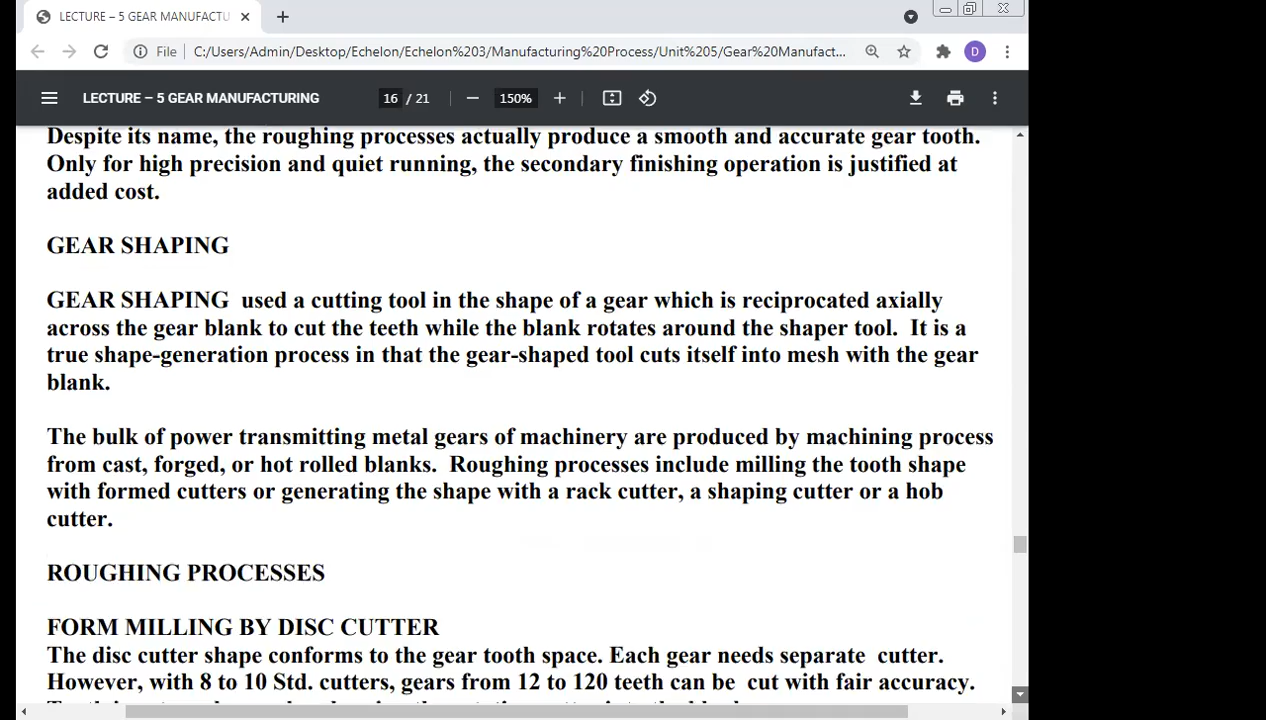 LECTURE – 5 GEAR MANUFACTU
File
C:/Users/Admin/Desktop/Echelon/Echelon%203/Manufacturing%20Process/Unit%205/Gear%20Manufact...
D
LECTURE – 5 GEAR MANUFACTURING
16 / 21
150%
Despite its name, the roughing processes actually produce a smooth and accurate gear tooth.
Only for high precision and quiet running, the secondary finishing operation is justified at
added cost.
GEAR SHAPING
GEAR SHAPING used a cutting tool in the shape of a gear which is reciprocated axially
across the gear blank to cut the teeth while the blank rotates around the shaper tool. It is a
true shape-generation process in that the gear-shaped tool cuts itself into mesh with the gear
blank.
The bulk of power transmitting metal gears of machinery are produced by machining process
from cast, forged, or hot rolled blanks. Roughing processes include milling the tooth shape
with formed cutters or generating the shape with a rack cutter, a shaping cutter or a hob
cutter.
ROUGHING PROCESSES
FORM MILLING BY DISC CUTTER
The disc cutter shape conforms to the gear tooth space. Each gear needs separate cutter.
However, with 8 to 10 Std. cutters, gears from 12 to 120 teeth can be cut with fair accuracy.